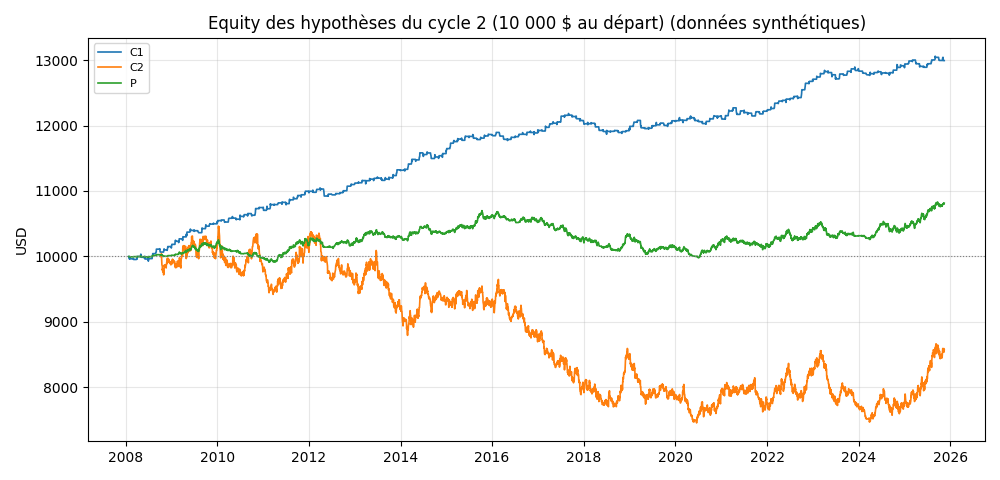 Equity des hypothèses du cycle 2 (10 000 $ au départ) (données synthétiques)
C1
C2
P
USD
13000
12000
11000
10000
9000
8000
2008 2010 2012 2014 2016 2018 2020 2022 2024 2026